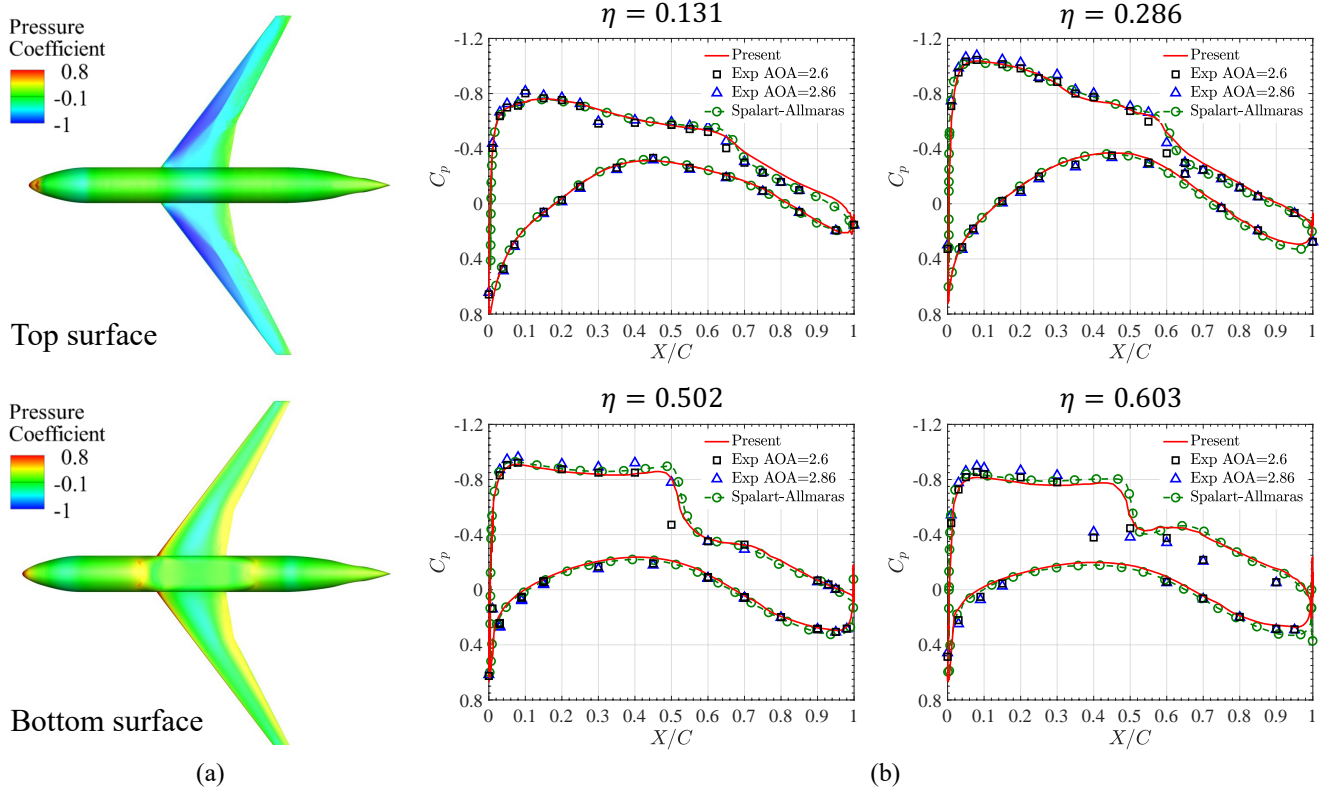 Pressure
Coefficient
0.8
-0.1
-1
Top surface
Pressure
Coefficient
0.8
-0.1
-1
Bottom surface
(a)
η = 0.131
-1.2
-0.8
-0.4
0
0.4
0.8
C_p
Present
Exp AOA=2.6
Exp AOA=2.86
Spalart-Allmaras
0 0.1 0.2 0.3 0.4 0.5 0.6 0.7 0.8 0.9 1
X/C
η = 0.286
-1.2
-0.8
-0.4
0
0.4
0.8
C_p
Present
Exp AOA=2.6
Exp AOA=2.86
Spalart-Allmaras
0 0.1 0.2 0.3 0.4 0.5 0.6 0.7 0.8 0.9 1
X/C
η = 0.502
-1.2
-0.8
-0.4
0
0.4
0.8
C_p
Present
Exp AOA=2.6
Exp AOA=2.86
Spalart-Allmaras
0 0.1 0.2 0.3 0.4 0.5 0.6 0.7 0.8 0.9 1
X/C
η = 0.603
-1.2
-0.8
-0.4
0
0.4
0.8
C_p
Present
Exp AOA=2.6
Exp AOA=2.86
Spalart-Allmaras
0 0.1 0.2 0.3 0.4 0.5 0.6 0.7 0.8 0.9 1
X/C
(b)